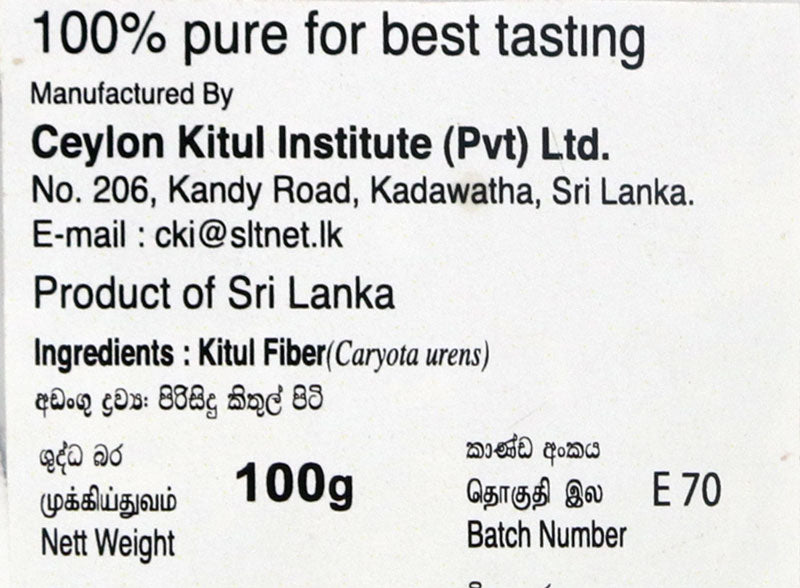 100% pure for best tasting
Manufactured By
Ceylon Kitul Institute (Pvt) Ltd.
No. 206, Kandy Road, Kadawatha, Sri Lanka.
E-mail : cki@sltnet.lk
Product of Sri Lanka
Ingredients : Kitul Fiber(Caryota urens)
අඩංගු ද්‍රව්‍ය: පිරිසිදු කිතුල් පිටි
ශුද්ධ බර
முக்கியத்துவம்
Nett Weight
100g
කාණ්ඩ අංකය
தொகுதி இல
Batch Number
E 70